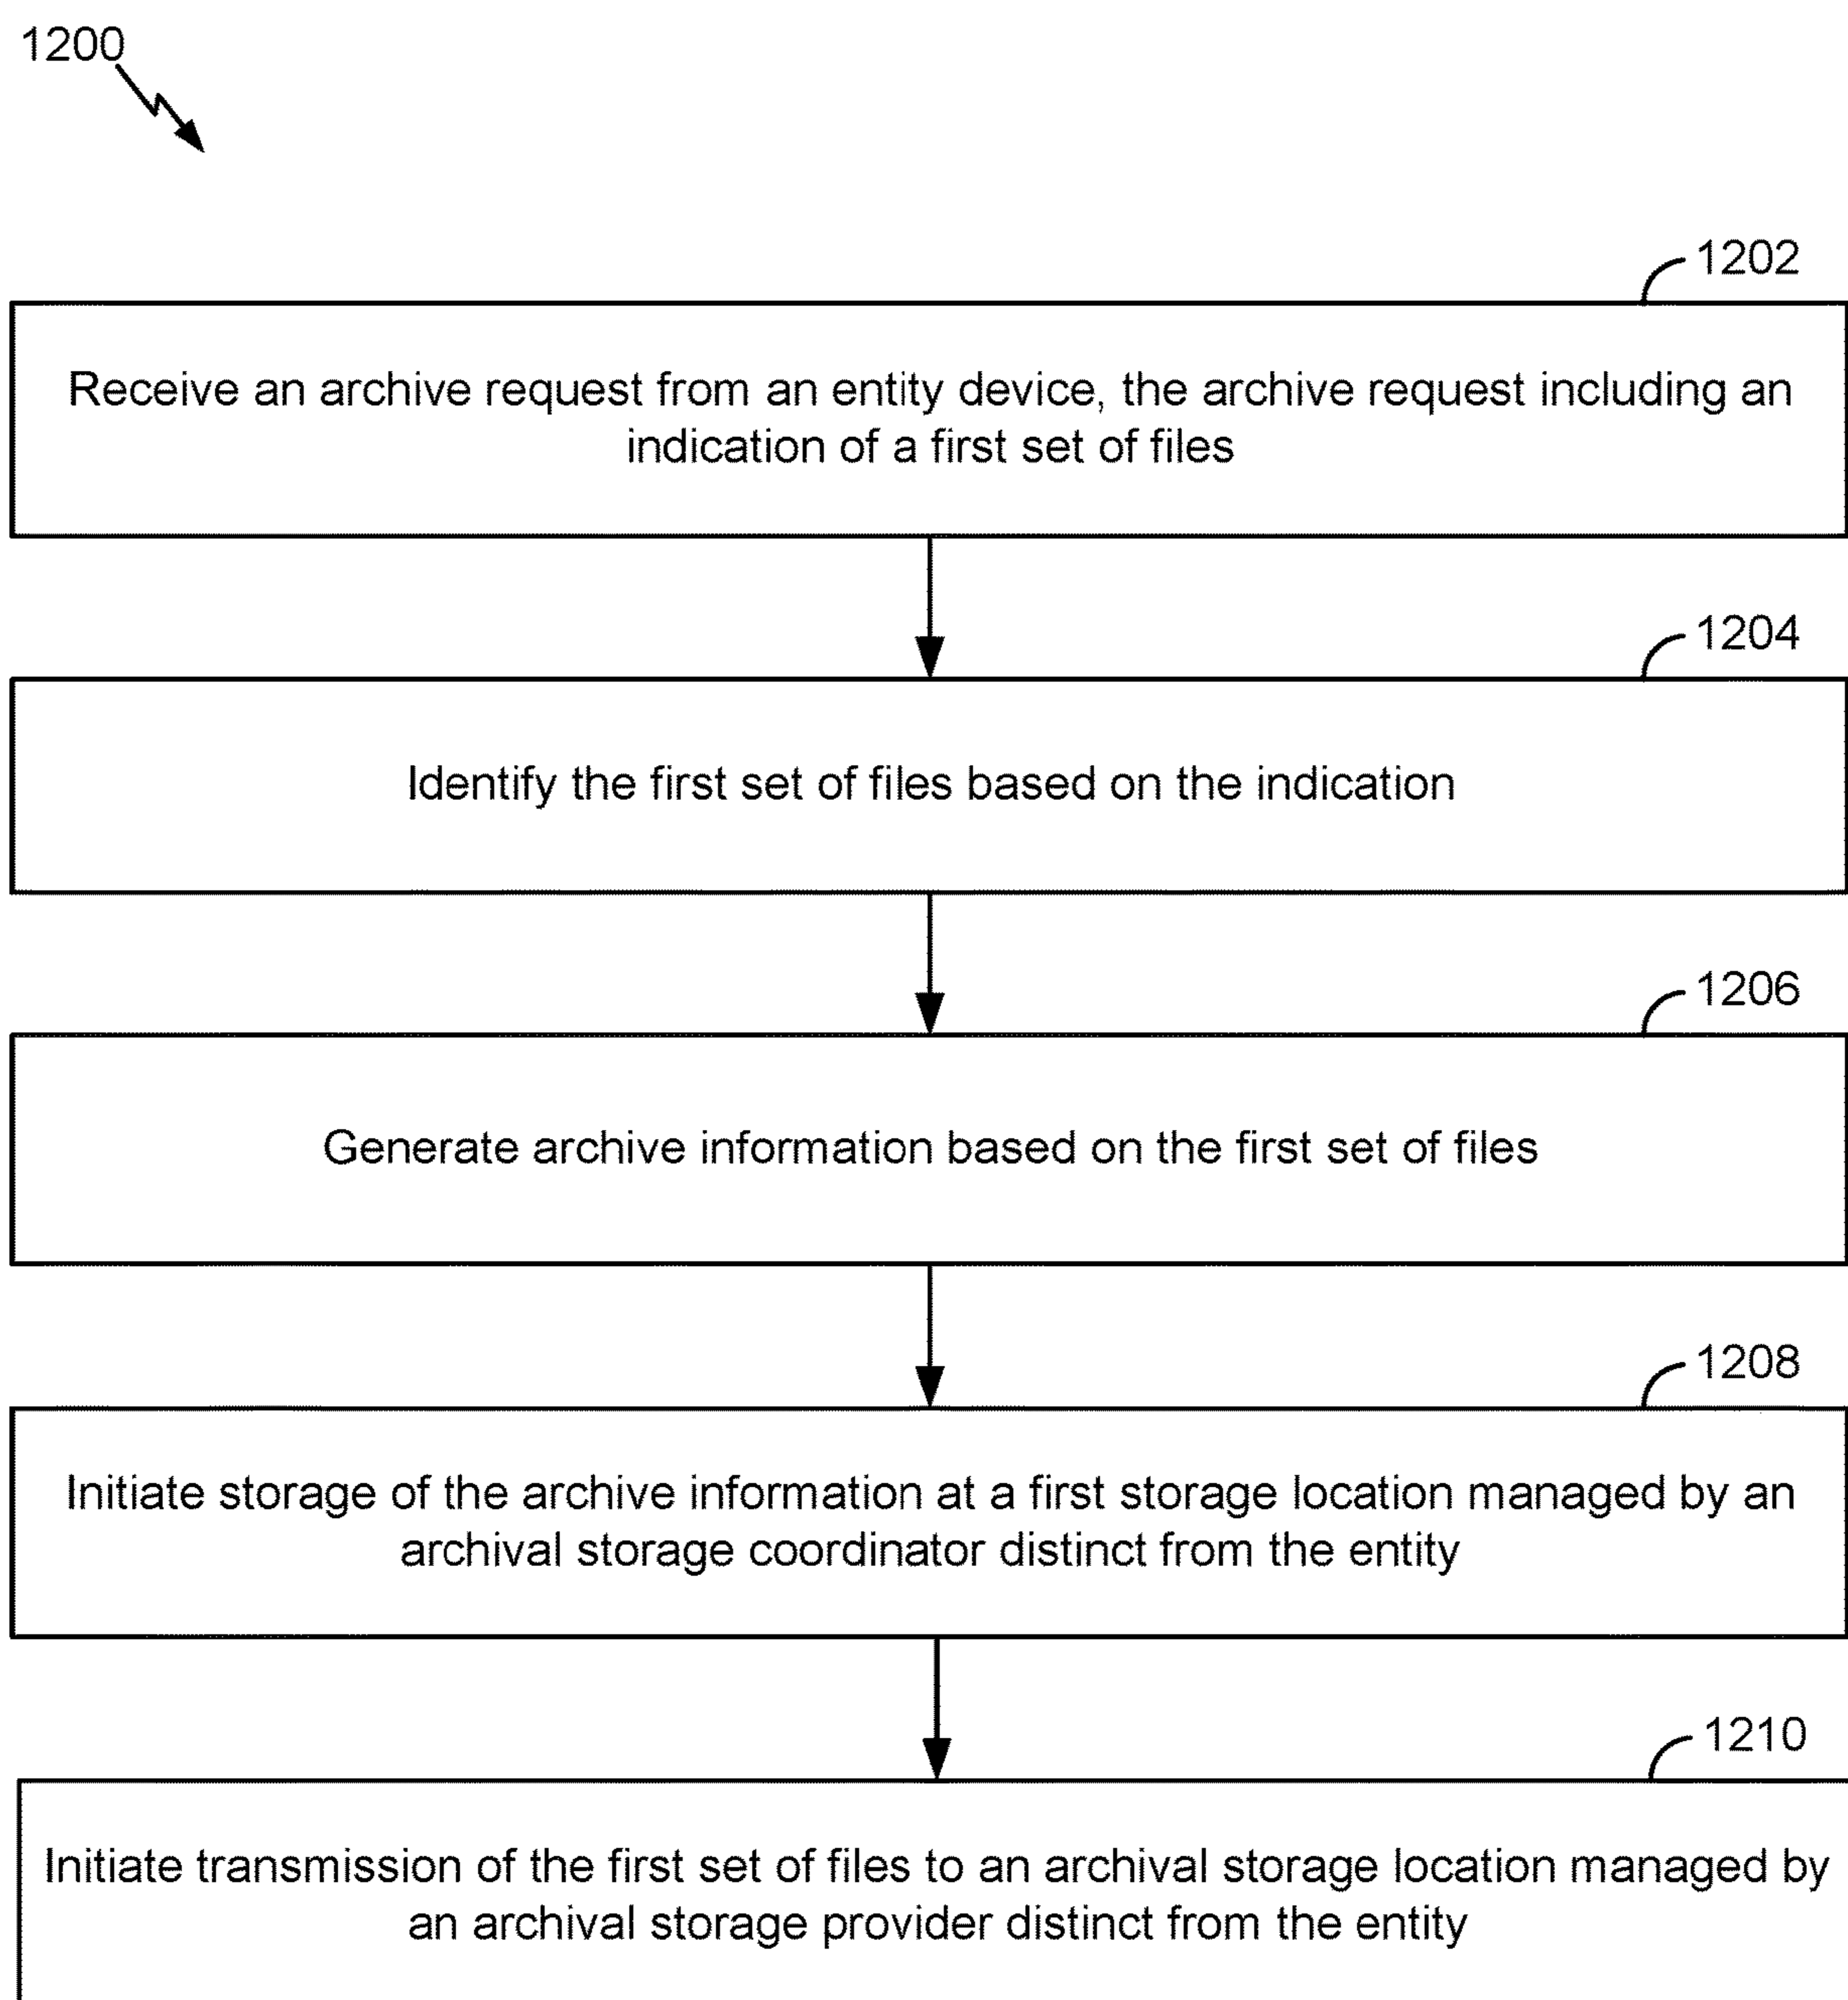 1200
1202
Receive an archive request from an entity device, the archive request including an
indication of a first set of files
1204
Identify the first set of files based on the indication
1206
Generate archive information based on the first set of files
1208
Initiate storage of the archive information at a first storage location managed by an
archival storage coordinator distinct from the entity
1210
Initiate transmission of the first set of files to an archival storage location managed by
an archival storage provider distinct from the entity